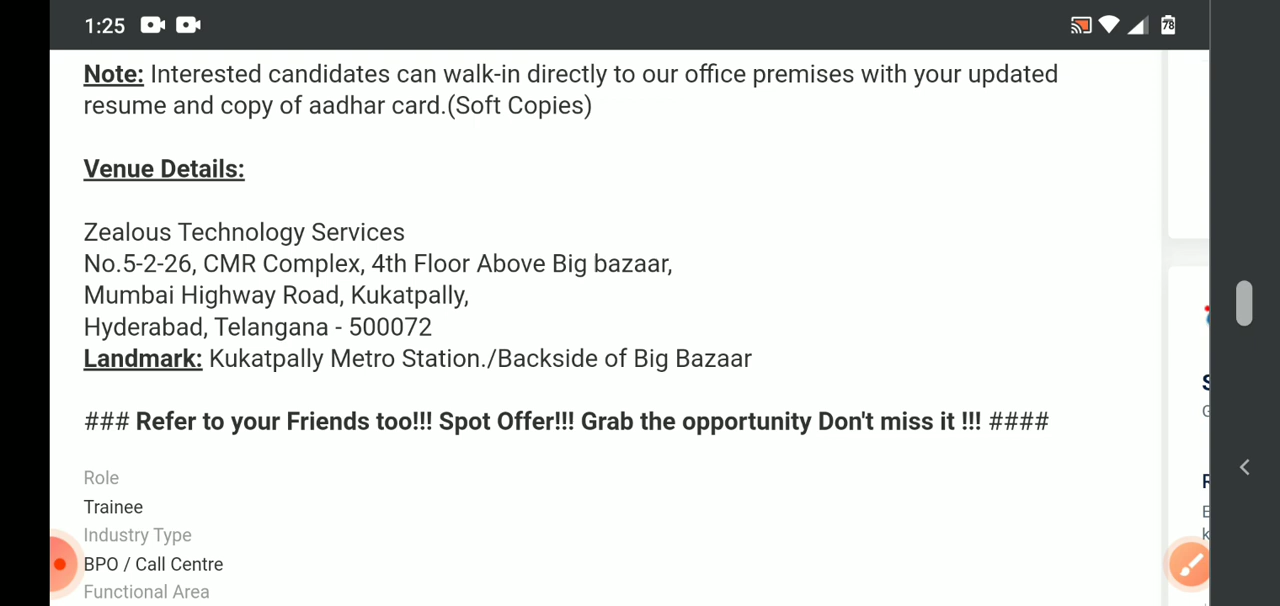 1:25
78
Note: Interested candidates can walk-in directly to our office premises with your updated
resume and copy of aadhar card.(Soft Copies)
Venue Details:
Zealous Technology Services
No.5-2-26, CMR Complex, 4th Floor Above Big bazaar,
Mumbai Highway Road, Kukatpally,
Hyderabad, Telangana - 500072
Landmark: Kukatpally Metro Station./Backside of Big Bazaar
### Refer to your Friends too!!! Spot Offer!!! Grab the opportunity Don't miss it !!! ####
Role
Trainee
Industry Type
BPO / Call Centre
Functional Area